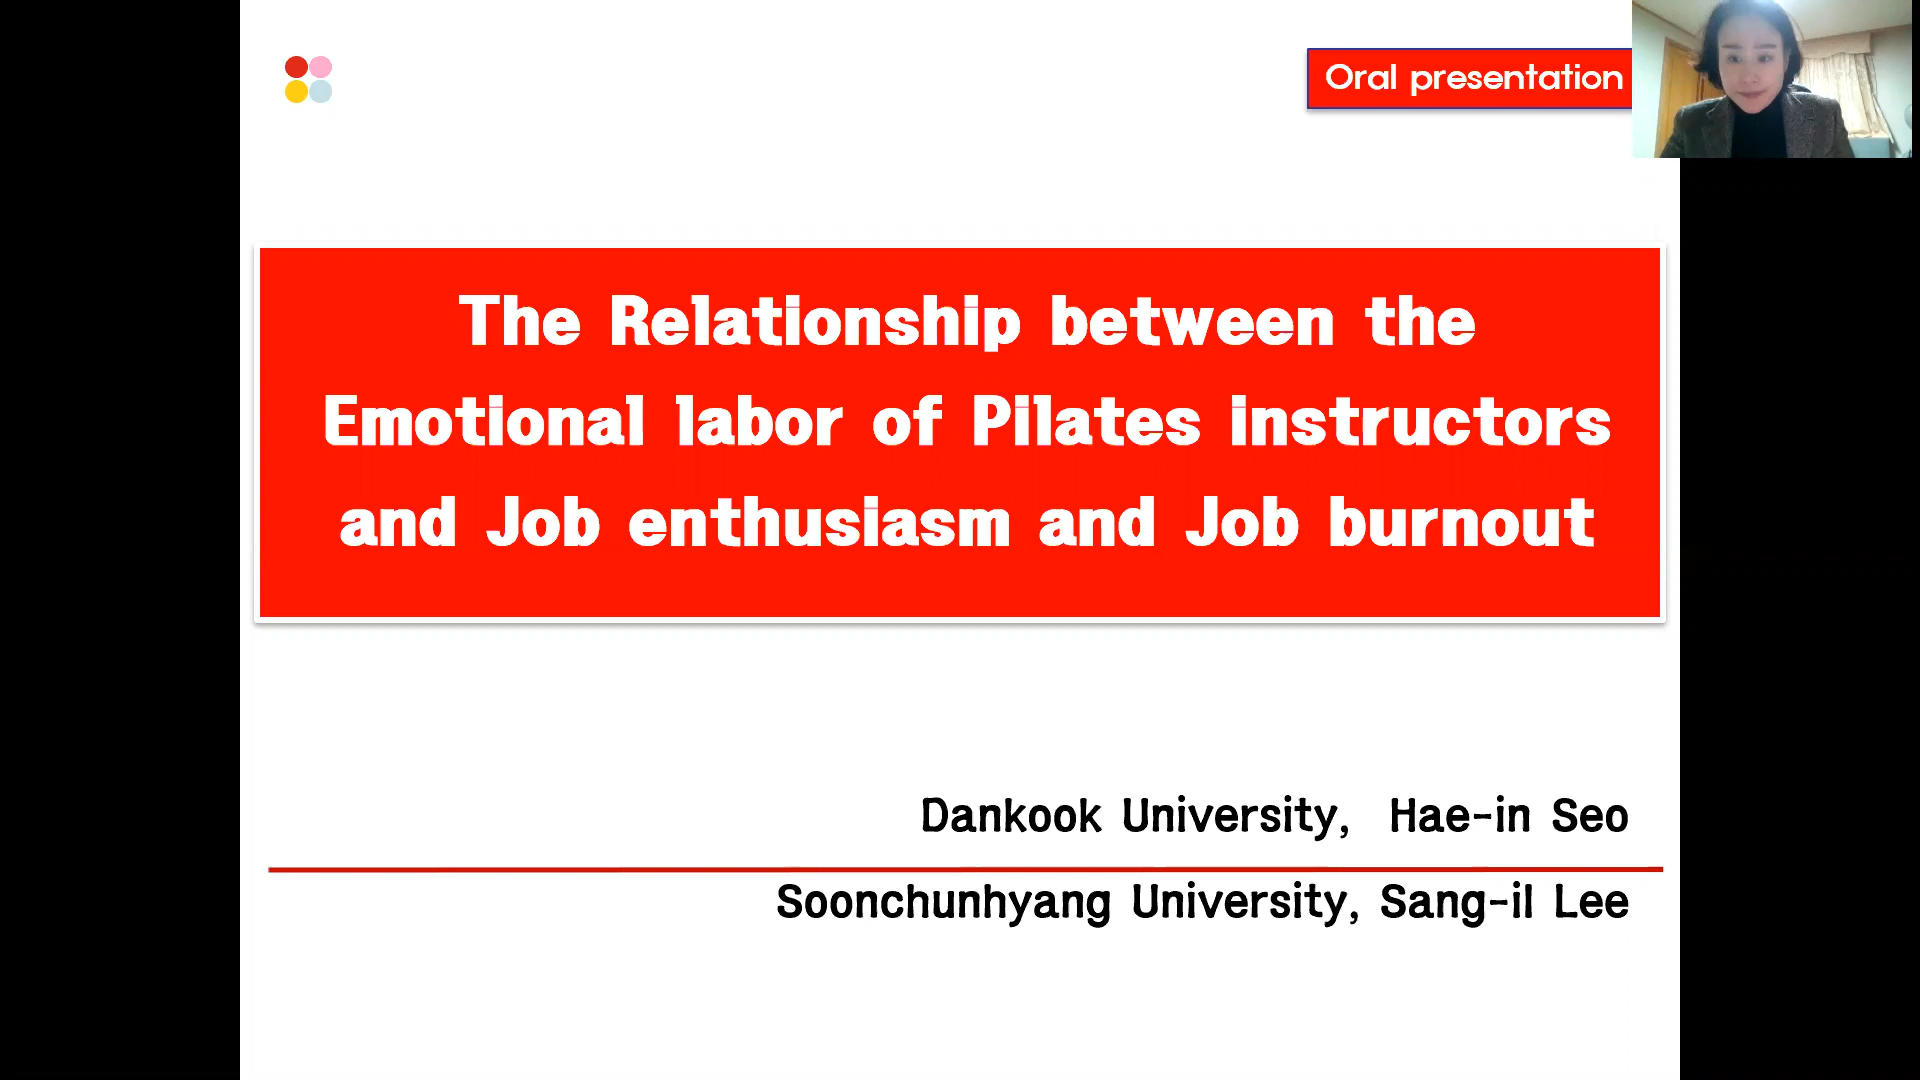 Oral presentation
The Relationship between the
Emotional labor of Pilates instructors
and Job enthusiasm and Job burnout
Dankook University, Hae-in Seo
Soonchunhyang University, Sang-il Lee